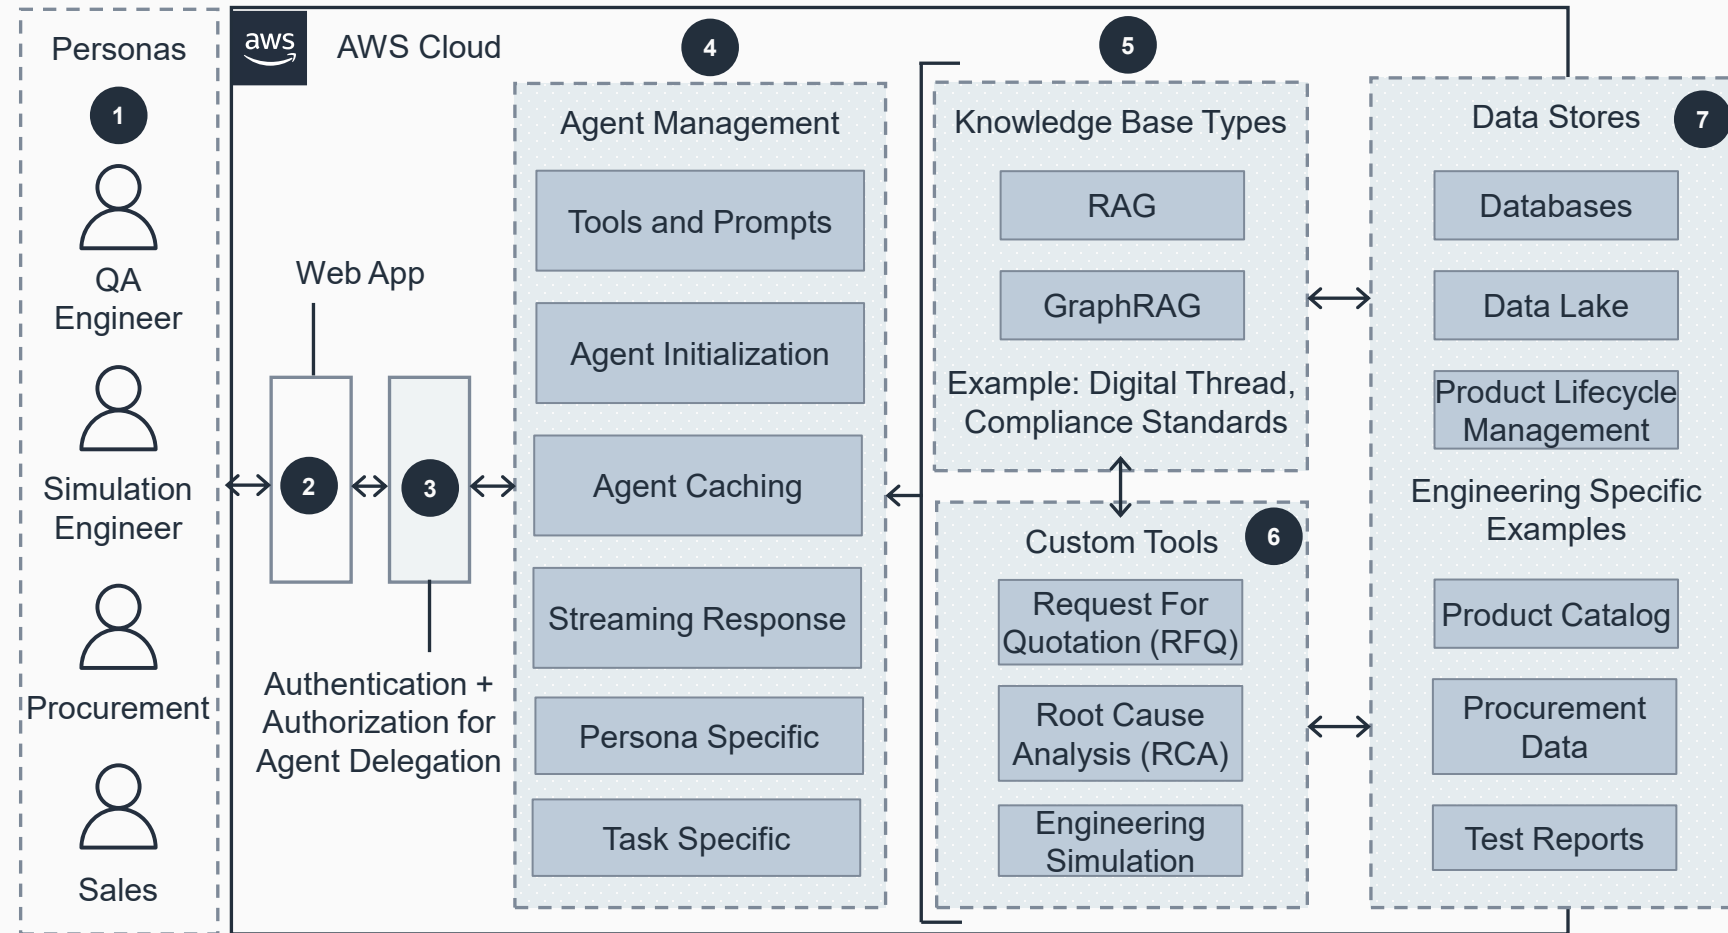 Personas
1
QA
Engineer
Simulation
Engineer
Procurement
Sales
aws
AWS Cloud
Web App
2
3
Authentication +
Authorization for
Agent Delegation
4
Agent Management
Tools and Prompts
Agent Initialization
Agent Caching
Streaming Response
Persona Specific
Task Specific
5
Knowledge Base Types
RAG
GraphRAG
Example: Digital Thread,
Compliance Standards
Custom Tools
6
Request For
Quotation (RFQ)
Root Cause
Analysis (RCA)
Engineering
Simulation
Data Stores
7
Databases
Data Lake
Product Lifecycle
Management
Engineering Specific
Examples
Product Catalog
Procurement
Data
Test Reports